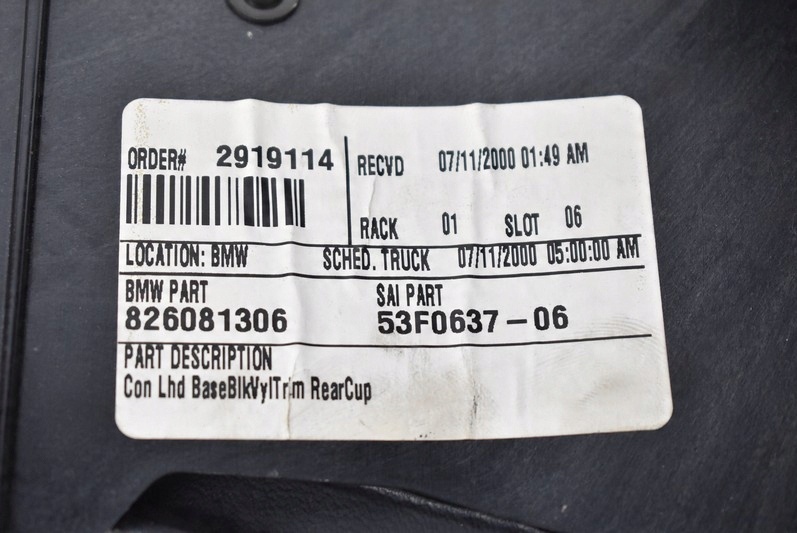 ORDER# 2919114
RECVD 07/11/2000 01:49 AM
RACK 01 SLOT 06
LOCATION: BMW SCHED. TRUCK 07/11/2000 05:00:00 AM
BMW PART SAI PART
826081306 53F0637-06
PART DESCRIPTION
Con Lhd BaseBlkVylTrim RearCup